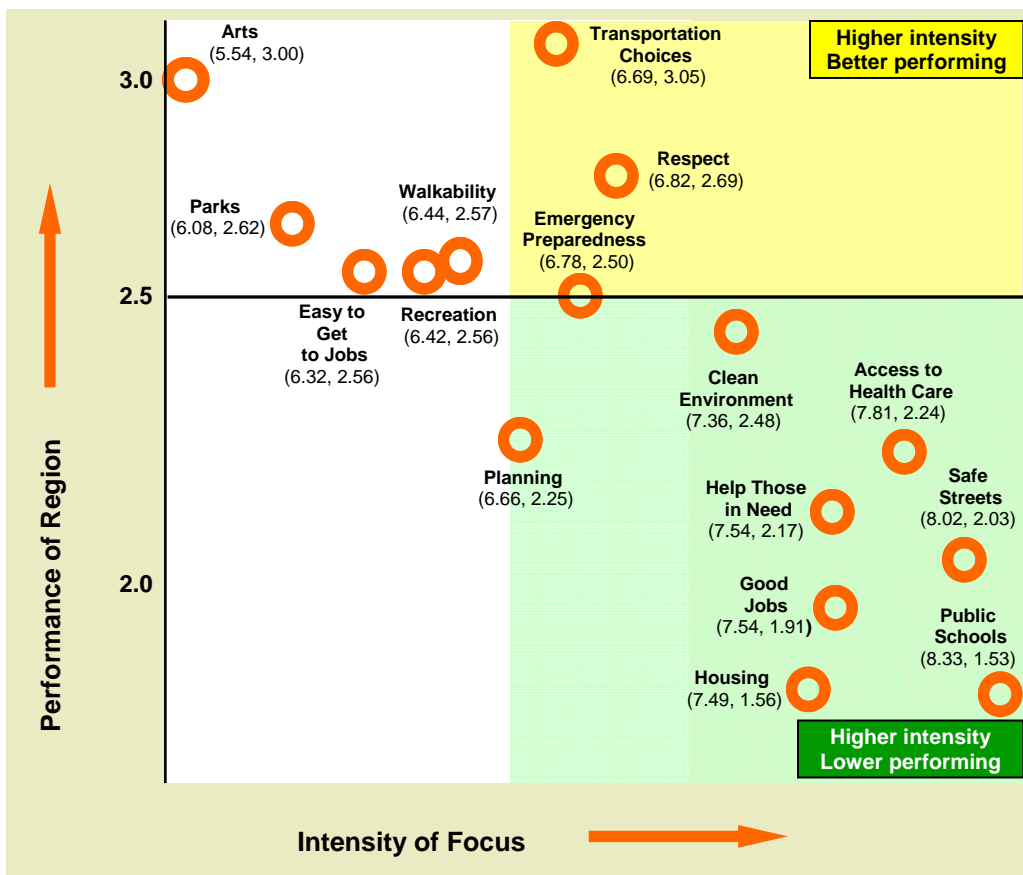 Arts
(5.54, 3.00)
Transportation
Choices
(6.69, 3.05)
Higher intensity
Better performing
3.0
Respect
(6.82, 2.69)
Walkability
(6.44, 2.57)
Parks
(6.08, 2.62)
Emergency
Preparedness
(6.78, 2.50)
2.5
Easy to
Get
to Jobs
(6.32, 2.56)
Recreation
(6.42, 2.56)
Clean
Environment
(7.36, 2.48)
Access to
Health Care
(7.81, 2.24)
Planning
(6.66, 2.25)
Help Those
in Need
(7.54, 2.17)
Safe
Streets
(8.02, 2.03)
2.0
Good
Jobs
(7.54, 1.91)
Public
Schools
(8.33, 1.53)
Housing
(7.49, 1.56)
Higher intensity
Lower performing
Performance of Region
Intensity of Focus